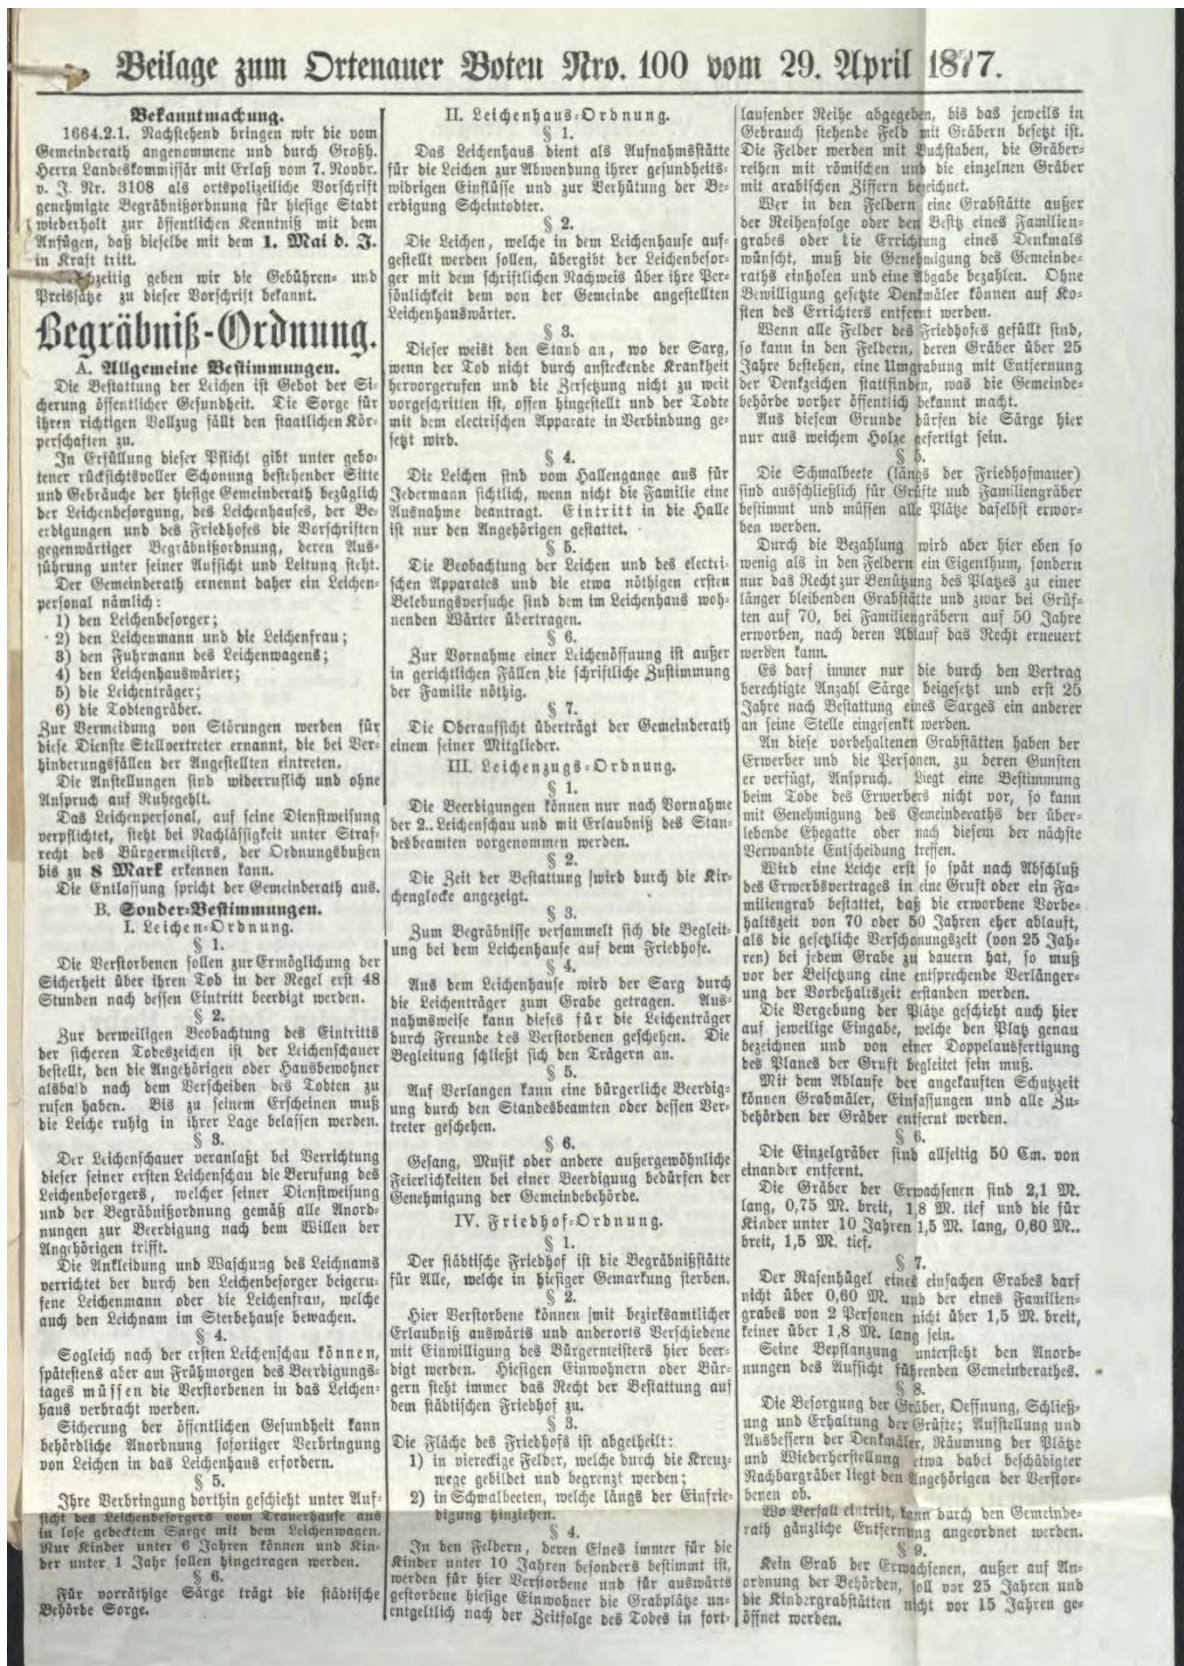 Beilage zum Ortenauer Boten Nro. 100 vom 29. April 1877.
Bekanntmachung.
1664.2.1. Nachstehend bringen wir die vom
Gemeinderath angenommene und durch Großh.
Herrn Landeskommissär mit Erlaß vom 7. Novbr.
v. J. Nr. 3108 als ortspolizeiliche Vorschrift
genehmigte Begräbnißordnung für hiesige Stadt
wiederholt zur öffentlichen Kenntniß mit dem
Anfügen, daß dieselbe mit dem 1. Mai d. J.
in Kraft tritt.
geben wir die Gebühren- und
Preissätze zu dieser Vorschrift bekannt.
Begräbniß-Ordnung.
A. Allgemeine Bestimmungen.
Die Bestattung der Leichen ist Gebot der Si-
cherung öffentlicher Gesundheit. Die Sorge für
ihren richtigen Vollzug fällt den staatlichen Kör-
perschaften zu.
In Erfüllung dieser Pflicht gibt unter gebo-
tener rücksichtsvoller Schonung bestehender Sitte
und Gebräuche der hiesige Gemeinderath bezüglich
der Leichenbesorgung, des Leichenhauses, der Be-
erdigungen und des Friedhofes die Vorschriften
gegenwärtiger Begräbnißordnung, deren Aus-
führung unter seiner Aufsicht und Leitung steht.
Der Gemeinderath ernennt daher ein Leichen-
personal nämlich:
1) den Leichenbesorger;
2) den Leichenmann und die Leichenfrau;
3) den Fuhrmann des Leichenwagens;
4) den Leichenhauswärter;
5) die Leichenträger;
6) die Todtengräber.
Zur Vermeidung von Störungen werden für
diese Dienste Stellvertreter ernannt, die bei Ver-
hinderungsfällen der Angestellten eintreten.
Die Anstellungen sind widerruflich und ohne
Anspruch auf Ruhegehlt.
Das Leichenpersonal, auf seine Dienstweisung
verpflichtet, steht bei Nachlässigkeit unter Straf-
recht des Bürgermeisters, der Ordnungsbußen
bis zu 8 Mark erkennen kann.
Die Entlassung spricht der Gemeinderath aus.
B. Sonder-Bestimmungen.
I. Leichen-Ordnung.
§ 1.
Die Verstorbenen sollen zur Ermöglichung der
Sicherheit über ihren Tod in der Regel erst 48
Stunden nach dessen Eintritt beerdigt werden.
§ 2.
Zur derweiligen Beobachtung des Eintritts
der sicheren Todeszeichen ist der Leichenschauer
bestellt, den die Angehörigen oder Hausbewohner
alsbald nach dem Verscheiden des Todten zu
rufen haben. Bis zu seinem Erscheinen muß
die Leiche ruhig in ihrer Lage belassen werden.
§ 3.
Der Leichenschauer veranlaßt bei Verrichtung
dieser seiner ersten Leichenschau die Berufung des
Leichenbesorgers, welcher seiner Dienstweisung
und der Begräbnißordnung gemäß alle Anord-
nungen zur Beerdigung nach dem Willen der
Angehörigen trifft.
Die Ankleidung und Waschung des Leichnams
verrichtet der durch den Leichenbesorger beigeru-
fene Leichenmann oder die Leichenfrau, welche
auch den Leichnam im Sterbehause bewachen.
§ 4.
Sogleich nach der ersten Leichenschau können,
spätestens aber am Frühmorgen des Beerdigungs-
tages müssen die Verstorbenen in das Leichen-
haus verbracht werden.
Sicherung der öffentlichen Gesundheit kann
behördliche Anordnung sofortiger Verbringung
von Leichen in das Leichenhaus erfordern.
§ 5.
Ihre Verbringung dorthin geschieht unter Auf-
sicht des Leichenbesorgers vom Trauerhause aus
in lose gedecktem Sarge mit dem Leichenwagen.
Nur Kinder unter 6 Jahren können und Kin-
der unter 1 Jahr sollen hingetragen werden.
§ 6.
Für vorräthige Särge trägt die städtische
Behörde Sorge.
II. Leichenhaus-Ordnung.
§ 1.
Das Leichenhaus dient als Aufnahmsstätte
für die Leichen zur Abwendung ihrer gesundheits-
widrigen Einflüsse und zur Verhütung der Be-
erdigung Scheintodter.
§ 2.
Die Leichen, welche in dem Leichenhause auf-
gestellt werden sollen, übergibt der Leichenbesor-
ger mit dem schriftlichen Nachweis über ihre Per-
sönlichkeit dem von der Gemeinde angestellten
Leichenhauswärter.
§ 3.
Dieser weist den Stand an, wo der Sarg,
wenn der Tod nicht durch ansteckende Krankheit
hervorgerufen und die Zersetzung nicht zu weit
vorgeschritten ist, offen hingestellt und der Todte
mit dem electrischen Apparate in Verbindung ge-
setzt wird.
§ 4.
Die Leichen sind vom Hallengange aus für
Jedermann sichtlich, wenn nicht die Familie eine
Ausnahme beantragt. Eintritt in die Halle
ist nur den Angehörigen gestattet.
§ 5.
Die Beobachtung der Leichen und des electri-
schen Apparates und die etwa nöthigen ersten
Belebungsversuche sind dem im Leichenhaus woh-
nenden Wärter übertragen.
§ 6.
Zur Vornahme einer Leichenöffnung ist außer
in gerichtlichen Fällen die schriftliche Zustimmung
der Familie nöthig.
§ 7.
Die Oberaufsicht überträgt der Gemeinderath
einem seiner Mitglieder.
III. Leichenzugs-Ordnung.
§ 1.
Die Beerdigungen können nur nach Vornahme
der 2.. Leichenschau und mit Erlaubniß des Stan-
desbeamten vorgenommen werden.
§ 2.
Die Zeit der Bestattung wird durch die Kir-
chenglocke angezeigt.
§ 3.
Zum Begräbnisse versammelt sich die Begleit-
ung bei dem Leichenhause auf dem Friedhofe.
§ 4.
Aus dem Leichenhause wird der Sarg durch
die Leichenträger zum Grabe getragen. Aus-
nahmsweise kann dieses für die Leichenträger
durch Freunde des Verstorbenen geschehen. Die
Begleitung schließt sich den Trägern an.
§ 5.
Auf Verlangen kann eine bürgerliche Beerdig-
ung durch den Standesbeamten oder dessen Ver-
treter geschehen.
§ 6.
Gesang, Musik oder andere außergewöhnliche
Feierlichkeiten bei einer Beerdigung bedürfen der
Genehmigung der Gemeindebehörde.
IV. Friedhof-Ordnung.
§ 1.
Der städtische Friedhof ist die Begräbnißstätte
für Alle, welche in hiesiger Gemarkung sterben.
§ 2.
Hier Verstorbene können mit bezirksamtlicher
Erlaubniß auswärts und anderorts Verschiedene
mit Einwilligung des Bürgermeisters hier beer-
digt werden. Hiesigen Einwohnern oder Bür-
gern steht immer das Recht der Bestattung auf
dem städtischen Friedhof zu.
§ 3.
Die Fläche des Friedhofs ist abgetheilt:
1) in viereckige Felder, welche durch die Kreuz-
wege gebildet und begrenzt werden;
2) in Schmalbeeten, welche längs der Einfrie-
digung hinziehen.
§ 4.
In den Feldern, deren Eines immer für die
Kinder unter 10 Jahren besonders bestimmt ist,
werden für hier Verstorbene und für auswärts
gestorbene hiesige Einwohner die Grabplätze un-
entgeltlich nach der Zeitfolge des Todes in fort-
laufender Reihe abgegeben, bis das jeweils in
Gebrauch stehende Feld mit Gräbern besetzt ist.
Die Felder werden mit Buchstaben, die Gräber-
reihen mit römischen und die einzelnen Gräber
mit arabischen Ziffern bezeichnet.
Wer in den Feldern eine Grabstätte außer
der Reihenfolge oder den Besitz eines Familien-
grabes oder die Errichtung eines Denkmals
wünscht, muß die Genehmigung des Gemeinde-
raths einholen und eine Abgabe bezahlen. Ohne
Bewilligung gesetzte Denkmäler können auf Ko-
sten des Errichters entfernt werden.
Wenn alle Felder des Friedhofes gefüllt sind,
so kann in den Feldern, deren Gräber über 25
Jahre bestehen, eine Umgrabung mit Entfernung
der Denkzeichen stattfinden, was die Gemeinde-
behörde vorher öffentlich bekannt macht.
Aus diesem Grunde dürfen die Särge hier
nur aus weichem Holze gefertigt sein.
§ 5.
Die Schmalbeete (längs der Friedhofmauer)
sind ausschließlich für Grüfte und Familiengräber
bestimmt und müssen alle Plätze daselbst erwor-
ben werden.
Durch die Bezahlung wird aber hier eben so
wenig als in den Feldern ein Eigenthum, sondern
nur das Recht zur Benützung des Platzes zu einer
länger bleibenden Grabstätte und zwar bei Grüf-
ten auf 70, bei Familiengräbern auf 50 Jahre
erworben, nach deren Ablauf das Recht erneuert
werden kann.
Es darf immer nur die durch den Vertrag
berechtigte Anzahl Särge beigesetzt und erst 25
Jahre nach Bestattung eines Sarges ein anderer
an seine Stelle eingesenkt werden.
An diese vorbehaltenen Grabstätten haben der
Erwerber und die Personen, zu deren Gunsten
er verfügt, Anspruch. Liegt eine Bestimmung
beim Tode des Erwerbers nicht vor, so kann
mit Genehmigung des Gemeinderaths der über-
lebende Ehegatte oder nach diesem der nächste
Verwandte Entscheidung treffen.
Wird eine Leiche erst so spät nach Abschluß
des Erwerbsvertrages in eine Gruft oder ein Fa-
miliengrab bestattet, daß die erworbene Vorbe-
haltszeit von 70 oder 50 Jahren eher abläuft,
als die gesetzliche Verschonungszeit (von 25 Jah-
ren) bei jedem Grabe zu dauern hat, so muß
vor der Beisetzung eine entsprechende Verlänger-
ung der Vorbehaltszeit erstanden werden.
Die Vergebung der Plätze geschieht auch hier
auf jeweilige Eingabe, welche den Platz genau
bezeichnen und von einer Doppelausfertigung
des Planes der Gruft begleitet sein muß.
Mit dem Ablaufe der angekauften Schutzzeit
können Grabmäler, Einfassungen und alle Zu-
behörden der Gräber entfernt werden.
§ 6.
Die Einzelgräber sind allseitig 50 Cm. von
einander entfernt.
Die Gräber der Erwachsenen sind 2,1 M.
lang, 0,75 M. breit, 1,8 M. tief und die für
Kinder unter 10 Jahren 1,5 M. lang, 0,60 M..
breit, 1,5 M. tief.
§ 7.
Der Rasenhügel eines einfachen Grabes darf
nicht über 0,60 M. und der eines Familien-
grabes von 2 Personen nicht über 1,5 M. breit,
keiner über 1,8 M. lang sein.
Seine Bepflanzung untersteht den Anord-
nungen des Aufsicht führenden Gemeinderathes.
§ 8.
Die Besorgung der Gräber, Oeffnung, Schließ-
ung und Erhaltung der Grüfte; Aufstellung und
Ausbessern der Denkmäler, Räumung der Plätze
und Wiederherstellung etwa dabei beschädigter
Nachbargräber liegt den Angehörigen der Verstor-
benen ob.
Wo Verfall eintritt, kann durch den Gemeinde-
rath gänzliche Entfernung angeordnet werden.
§ 9.
Kein Grab der Erwachsenen, außer auf An-
ordnung der Behörden, soll vor 25 Jahren und
die Kindergrabstätten nicht vor 15 Jahren ge-
öffnet werden.